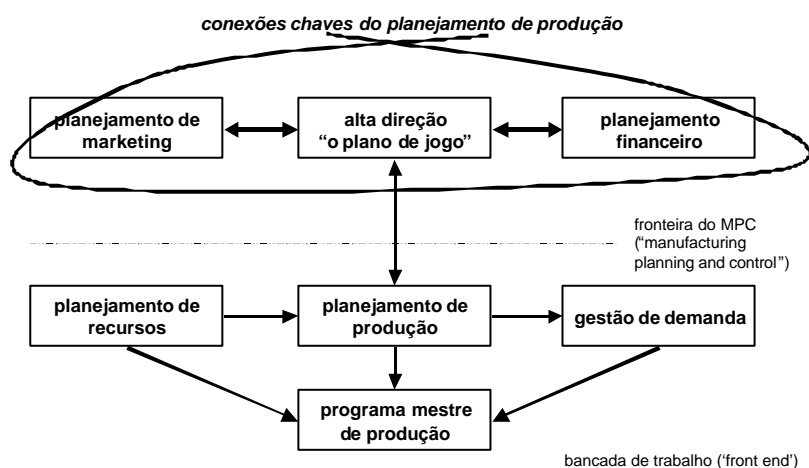 conexões chaves do planejamento de produção
planejamento de
marketing
alta direção
“o plano de jogo”
planejamento
financeiro
fronteira do MPC
(“manufacturing
planning and control”)
planejamento de
recursos
planejamento de
produção
gestão de demanda
programa mestre
de produção
bancada de trabalho (‘front end’)